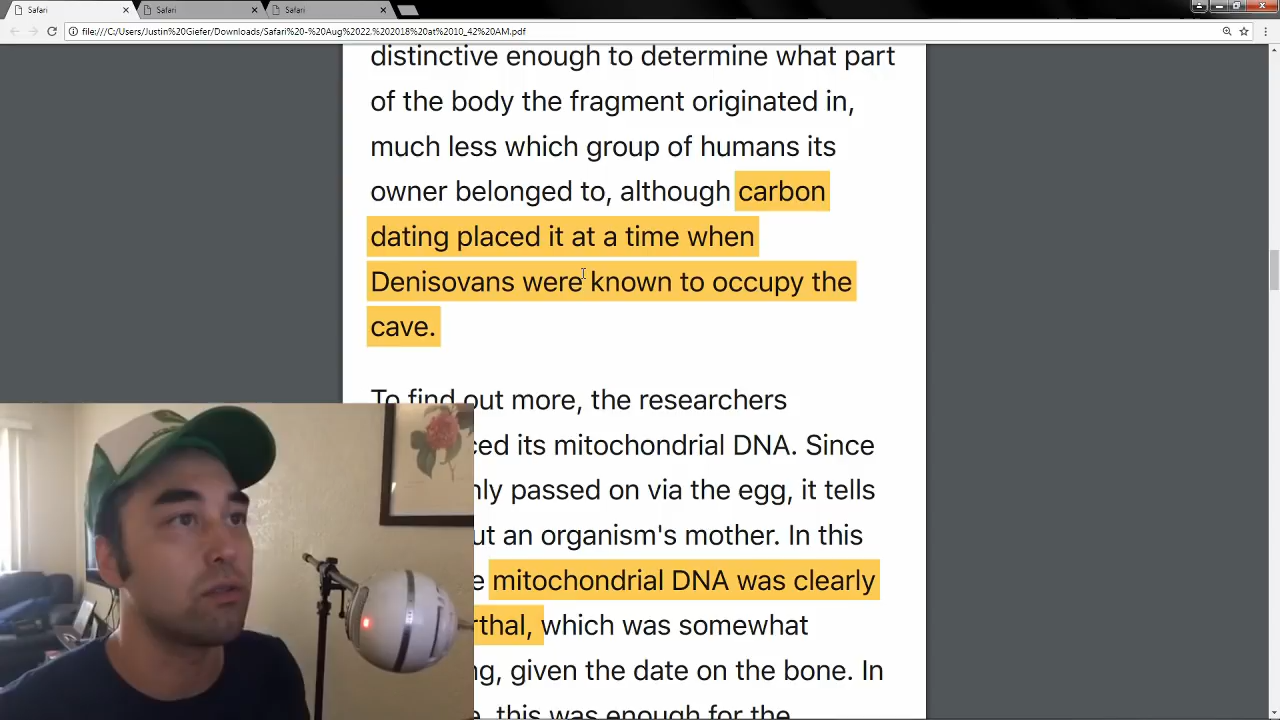 Safari
Safari
Safari
file:///C:/Users/Justin%20Giefer/Downloads/Safari%20-%20Aug%2022.%202018%20at%2010_42%20AM.pdf
distinctive enough to determine what part
of the body the fragment originated in,
much less which group of humans its
owner belonged to, although carbon
dating placed it at a time when
Denisovans were known to occupy the
cave.
To find out more, the researchers
ced its mitochondrial DNA. Since
nly passed on via the egg, it tells
ut an organism's mother. In this
e mitochondrial DNA was clearly
rthal, which was somewhat
ng, given the date on the bone. In
e, this was enough for the